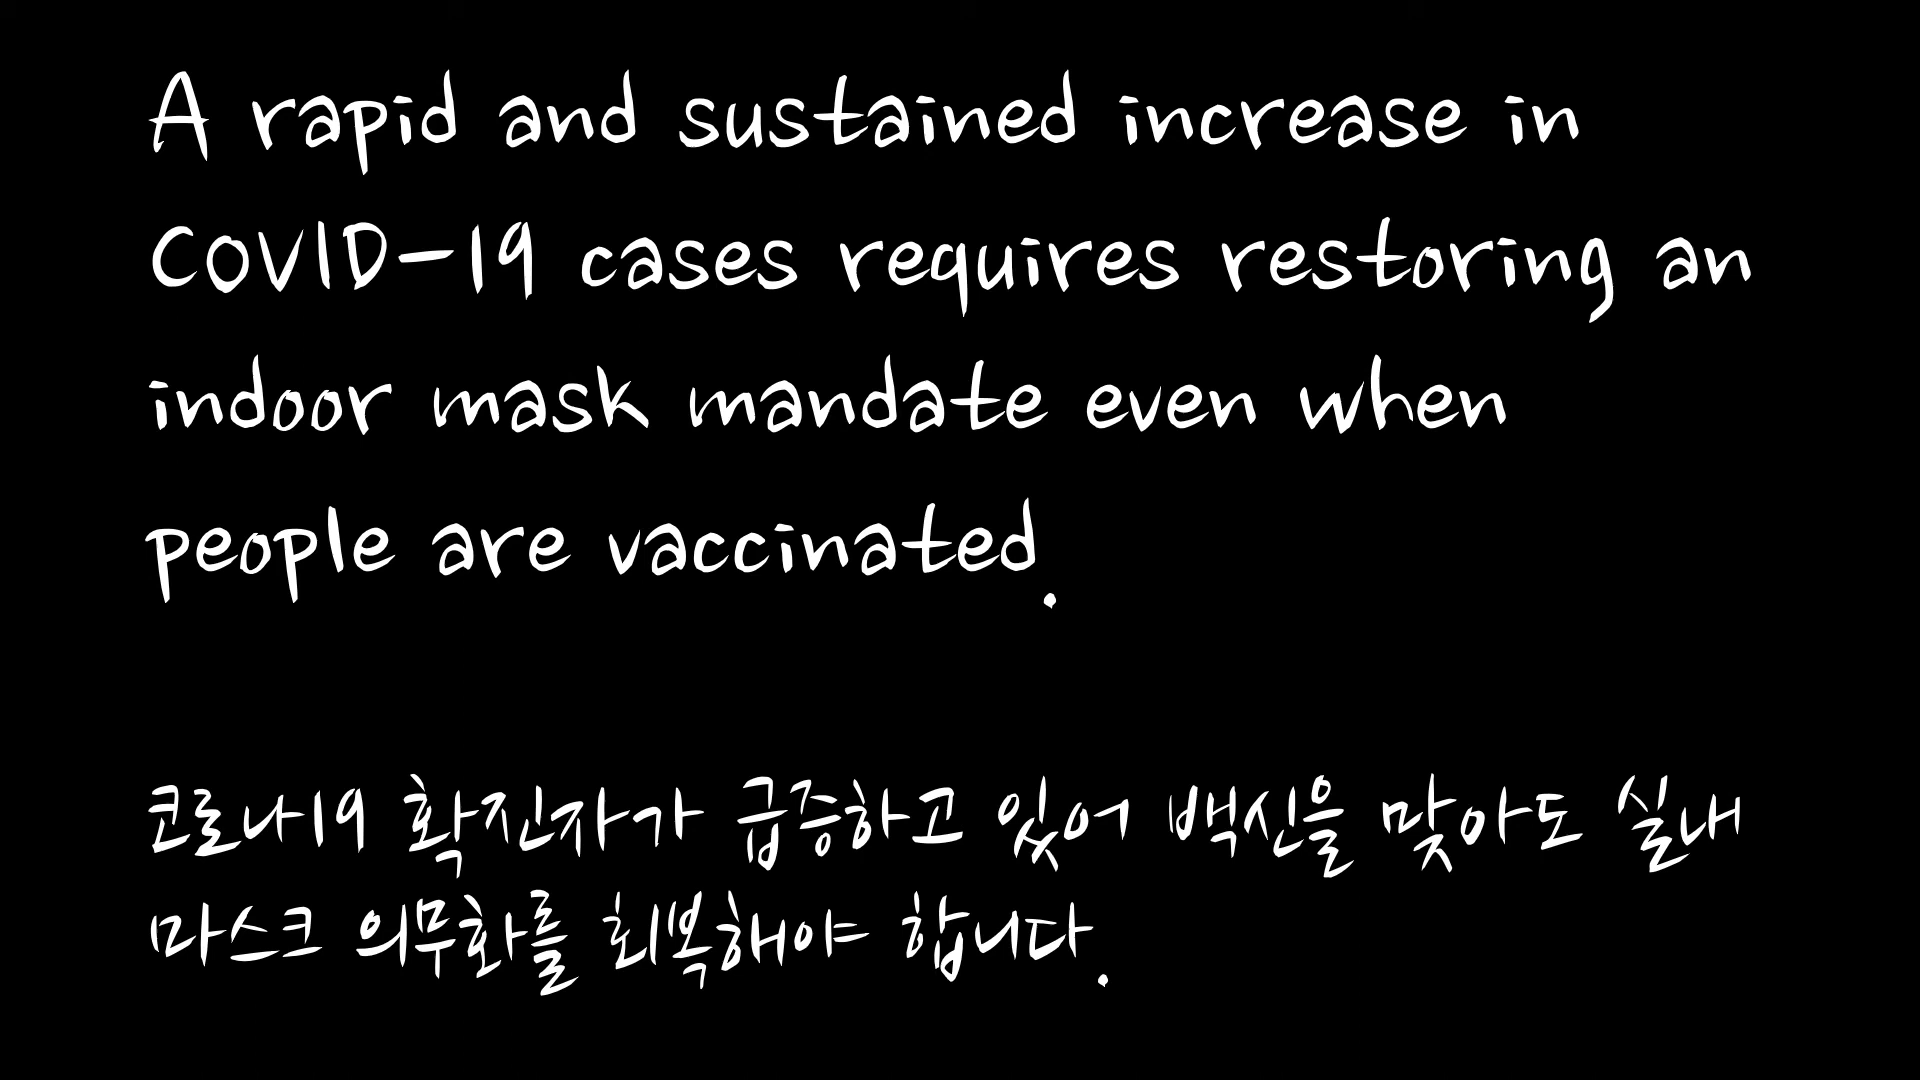 A rapid and sustained increase in
COVID-19 cases requires restoring an
indoor mask mandate even when
people are vaccinated.
코로나19 확진자가 급증하고 있어 백신을 맞아도 실내
마스크 의무화를 회복해야 합니다.